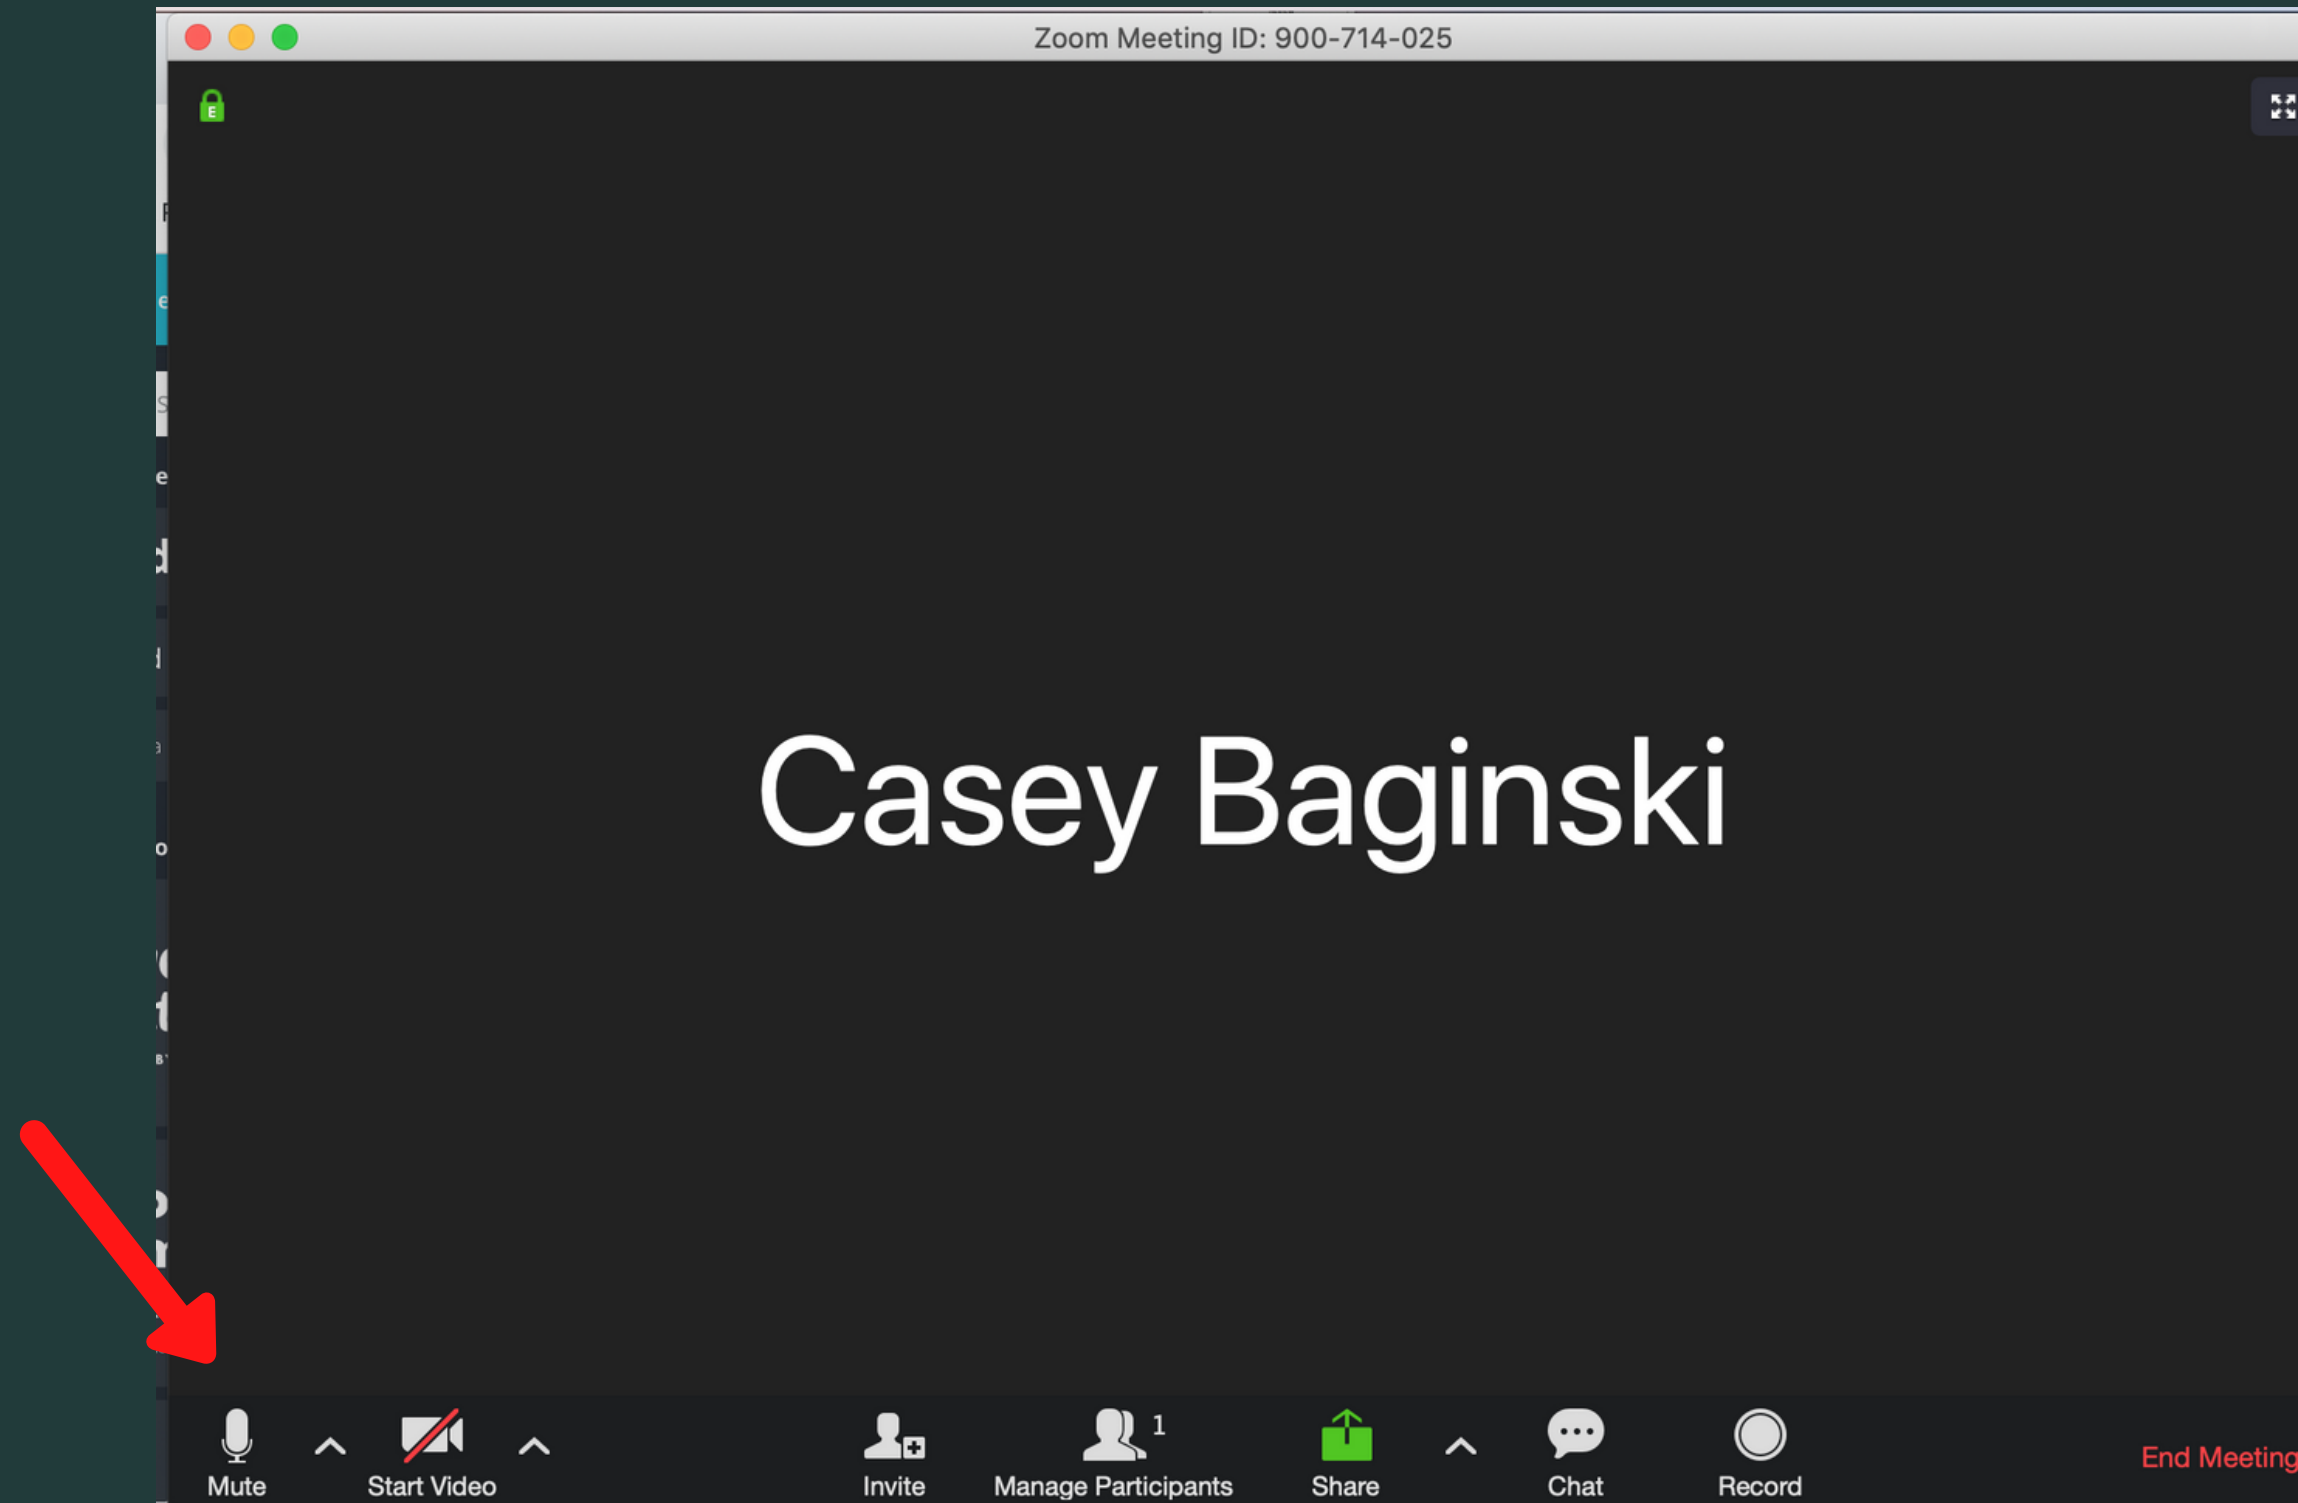 Zoom Meeting ID: 900-714-025
E
Casey Baginski
1
Mute
Start Video
Invite
Manage Participants
Share
Chat
Record
End Meeting